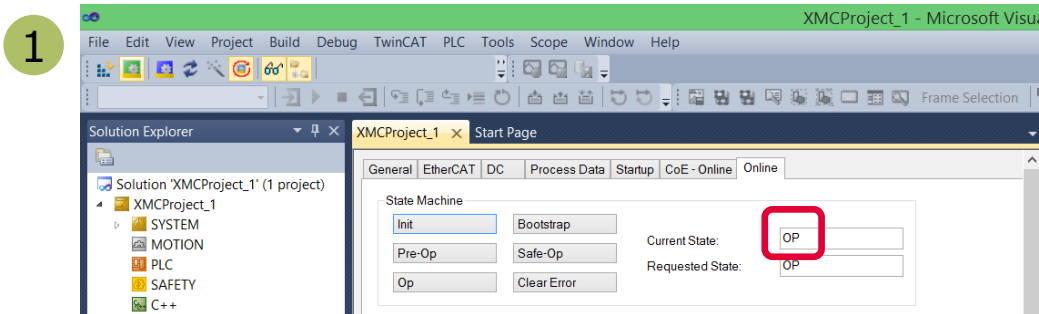 1
XMCProject_1 - Microsoft Visua
File Edit View Project Build Debug TwinCAT PLC Tools Scope Window Help
Frame Selection
Solution Explorer
XMCProject_1 Start Page
Solution 'XMCProject_1' (1 project)
XMCProject_1
SYSTEM
MOTION
PLC
SAFETY
C++
General EtherCAT DC Process Data Startup CoE - Online Online
State Machine
Init Bootstrap
Pre-Op Safe-Op
Op Clear Error
Current State: OP
Requested State: OP